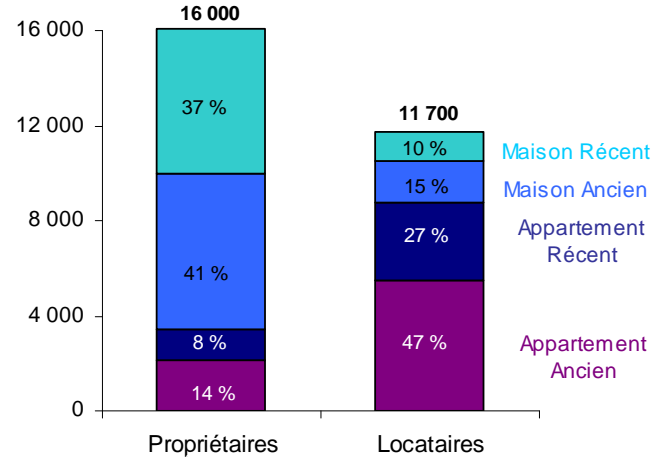 16 000
16 000
37 %
12 000
11 700
10 %
Maison Récent
15 %
Maison Ancien
8 000
27 %
Appartement
Récent
41 %
4 000
8 %
47 %
Appartement
Ancien
14 %
0
Propriétaires
Locataires